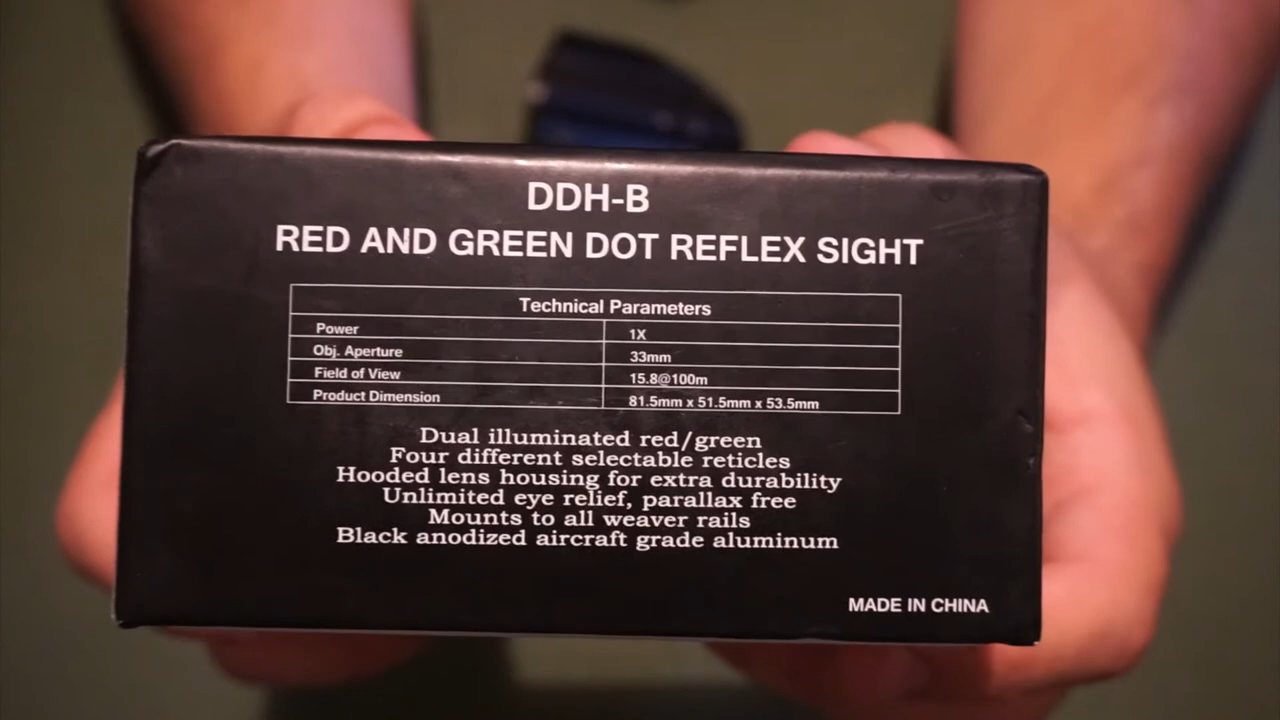 DDH-B
RED AND GREEN DOT REFLEX SIGHT
Technical Parameters
Power 1X
Obj. Aperture 33mm
Field of View 15.8@100m
Product Dimension 81.5mm x 51.5mm x 53.5mm
Dual illuminated red/green
Four different selectable reticles
Hooded lens housing for extra durability
Unlimited eye relief, parallax free
Mounts to all weaver rails
Black anodized aircraft grade aluminum
MADE IN CHINA